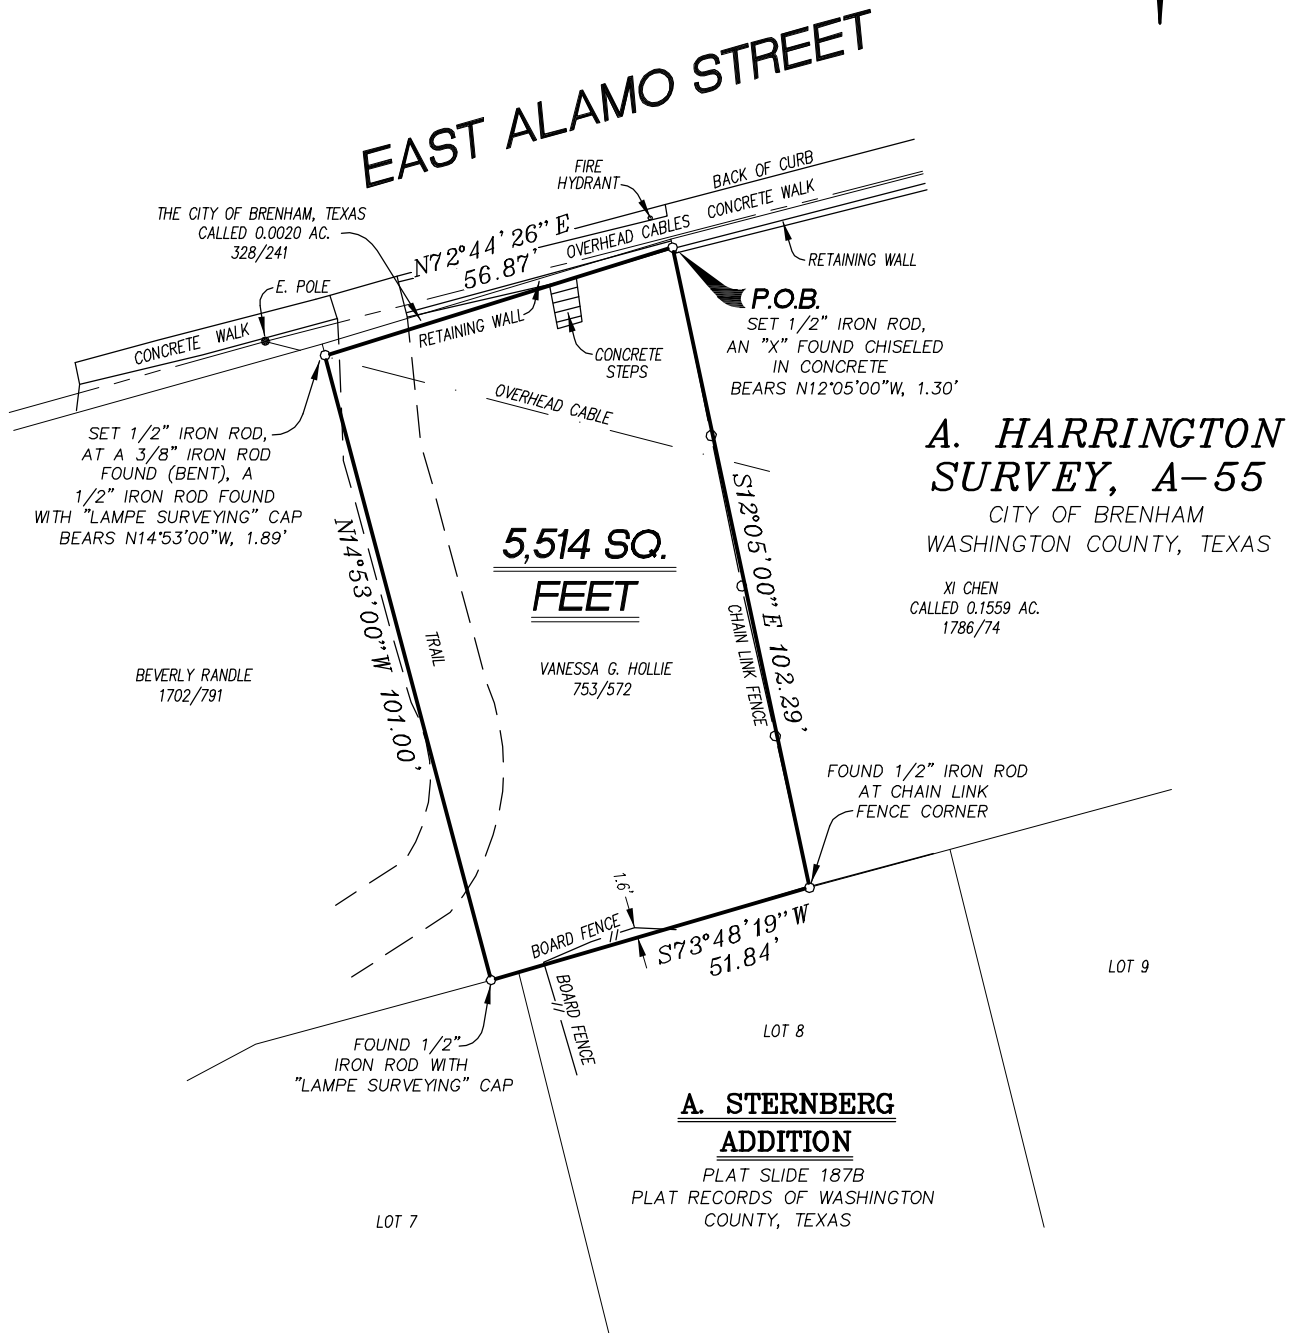 EAST ALAMO STREET
FIRE
HYDRANT
BACK OF CURB
CONCRETE WALK
OVERHEAD CABLES
THE CITY OF BRENHAM, TEXAS
CALLED 0.0020 AC.
328/241
N72°44'26"E
56.87'
E. POLE
CONCRETE WALK
RETAINING WALL
RETAINING WALL
P.O.B.
SET 1/2" IRON ROD,
AN "X" FOUND CHISELED
IN CONCRETE
BEARS N12°05'00"W, 1.30'
CONCRETE
STEPS
OVERHEAD CABLE
SET 1/2" IRON ROD,
AT A 3/8" IRON ROD
FOUND (BENT), A
1/2" IRON ROD FOUND
WITH "LAMPE SURVEYING" CAP
BEARS N14°53'00"W, 1.89'
A. HARRINGTON
SURVEY, A-55
CITY OF BRENHAM
WASHINGTON COUNTY, TEXAS
XI CHEN
CALLED 0.1559 AC.
1786/74
N14°53'00"W 101.00'
5,514 SQ.
FEET
S12°05'00"E 102.29'
CHAIN LINK FENCE
TRAIL
VANESSA G. HOLLIE
753/572
BEVERLY RANDLE
1702/791
FOUND 1/2" IRON ROD
AT CHAIN LINK
FENCE CORNER
1.6'
BOARD FENCE
S73°48'19"W
51.84'
BOARD FENCE
LOT 9
LOT 8
FOUND 1/2"
IRON ROD WITH
"LAMPE SURVEYING" CAP
A. STERNBERG
ADDITION
PLAT SLIDE 187B
PLAT RECORDS OF WASHINGTON
COUNTY, TEXAS
LOT 7